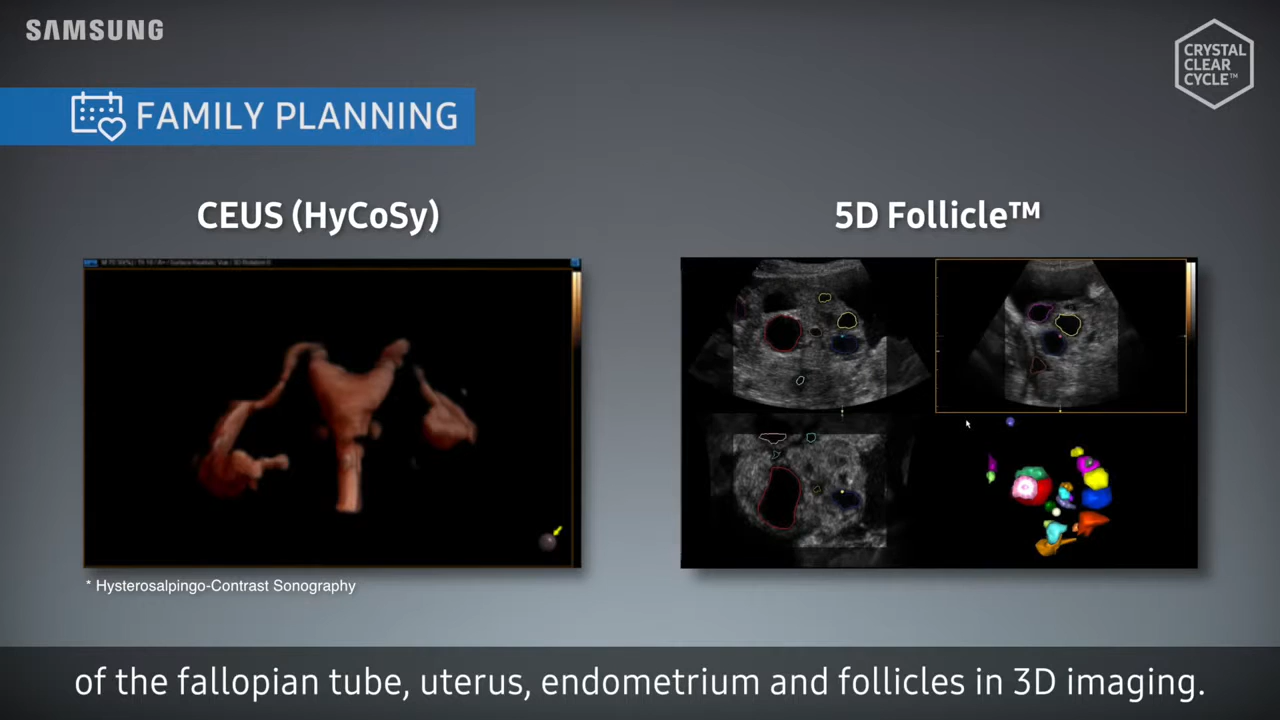 SAMSUNG
CRYSTAL
CLEAR
CYCLE™
FAMILY PLANNING
CEUS (HyCoSy)
5D Follicle™
* Hysterosalpingo-Contrast Sonography
of the fallopian tube, uterus, endometrium and follicles in 3D imaging.